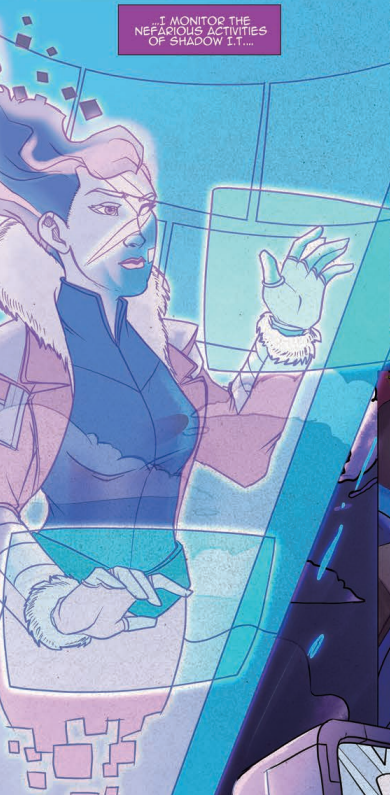 ...I MONITOR THE
NEFARIOUS ACTIVITIES
OF SHADOW I.T....